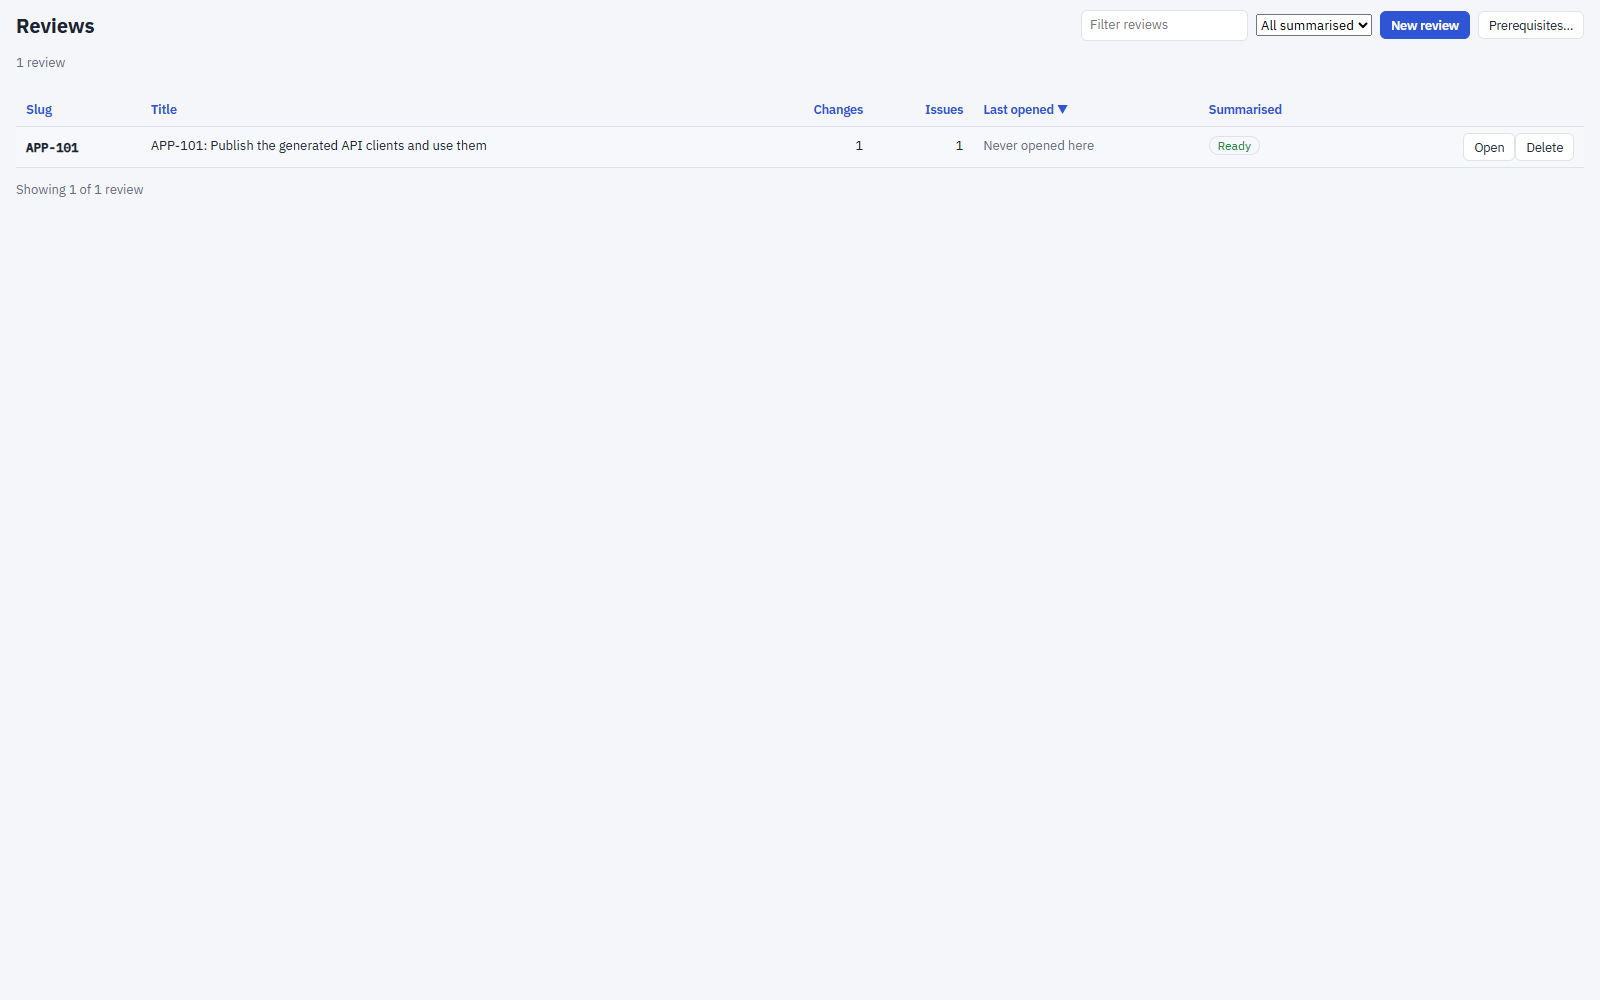 Reviews
Filter reviews
All summarised
New review
Prerequisites...
1 review
Slug Title Changes Issues Last opened ▼ Summarised
APP-101 APP-101: Publish the generated API clients and use them 1 1 Never opened here Ready Open Delete
Showing 1 of 1 review